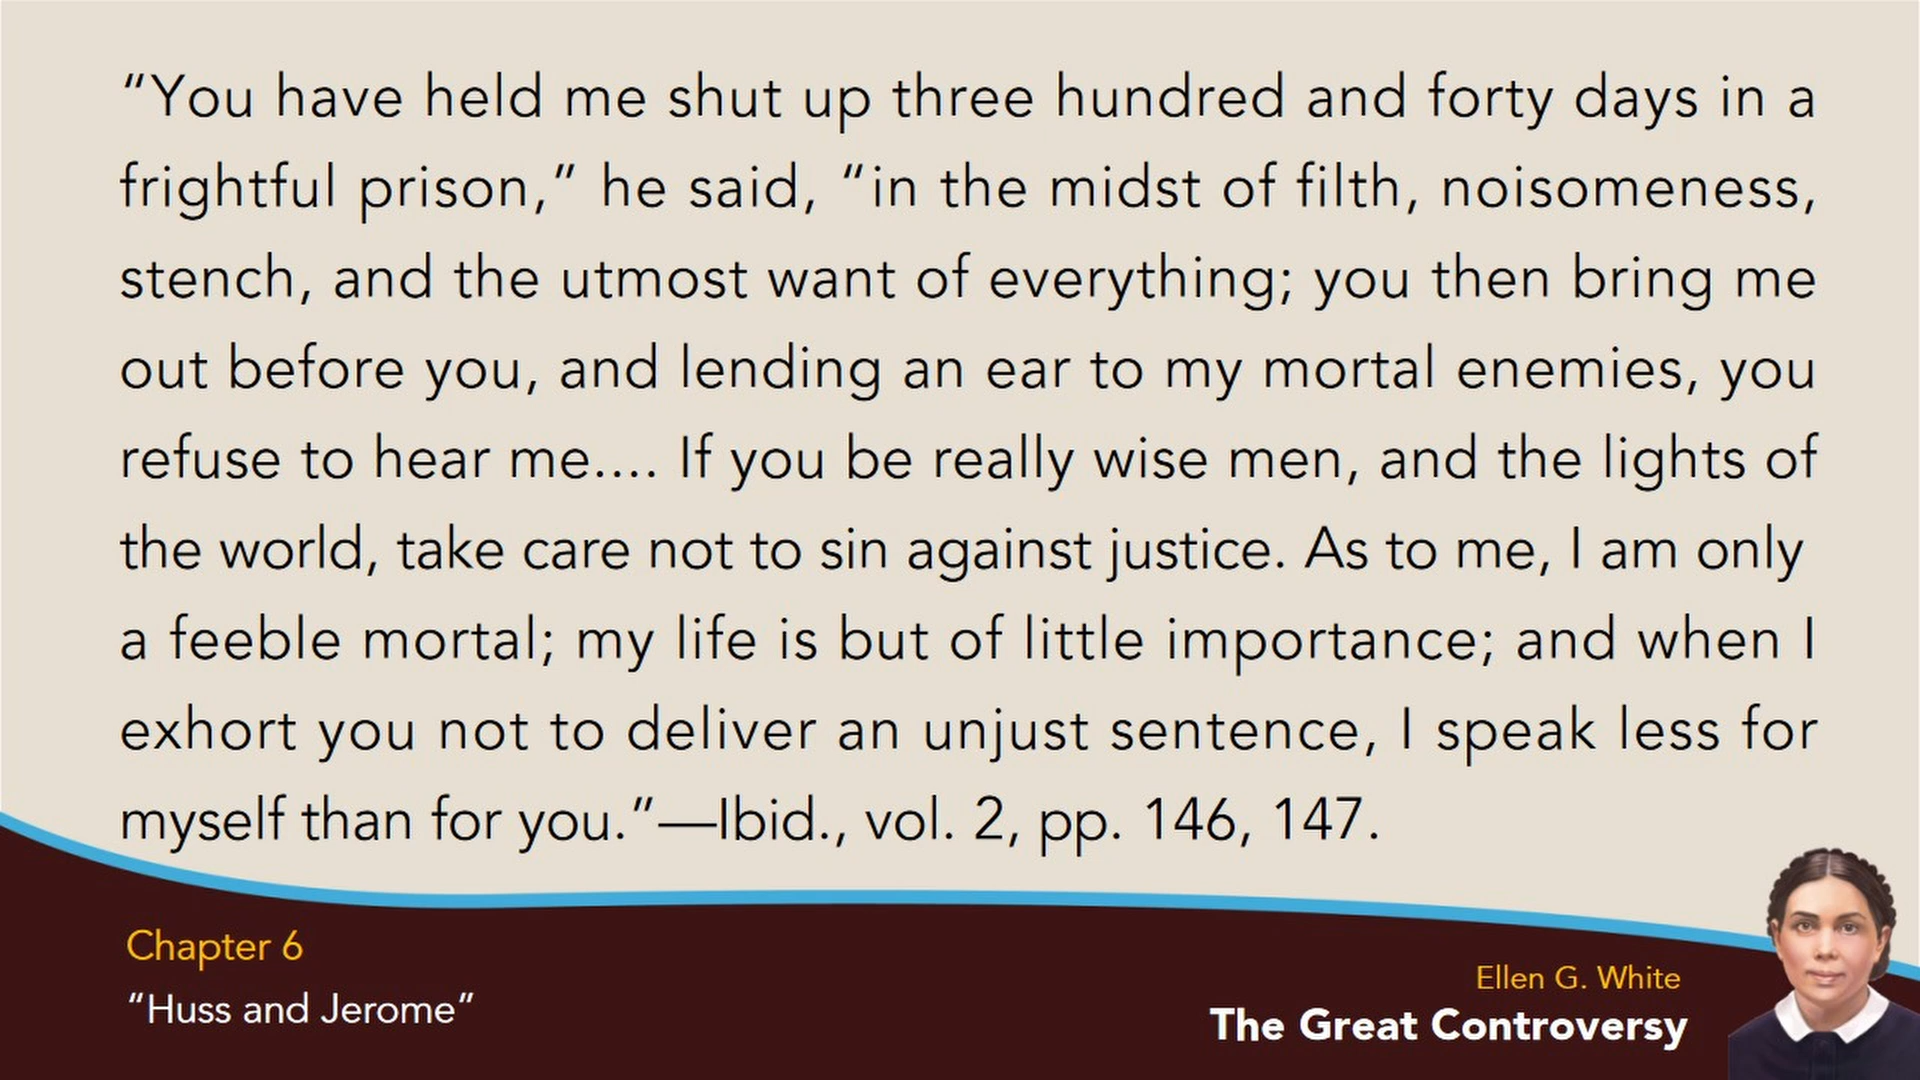 “You have held me shut up three hundred and forty days in a
frightful prison,” he said, “in the midst of filth, noisomeness,
stench, and the utmost want of everything; you then bring me
out before you, and lending an ear to my mortal enemies, you
refuse to hear me.... If you be really wise men, and the lights of
the world, take care not to sin against justice. As to me, I am only
a feeble mortal; my life is but of little importance; and when I
exhort you not to deliver an unjust sentence, I speak less for
myself than for you.”—Ibid., vol. 2, pp. 146, 147.
Chapter 6
“Huss and Jerome”
Ellen G. White
The Great Controversy